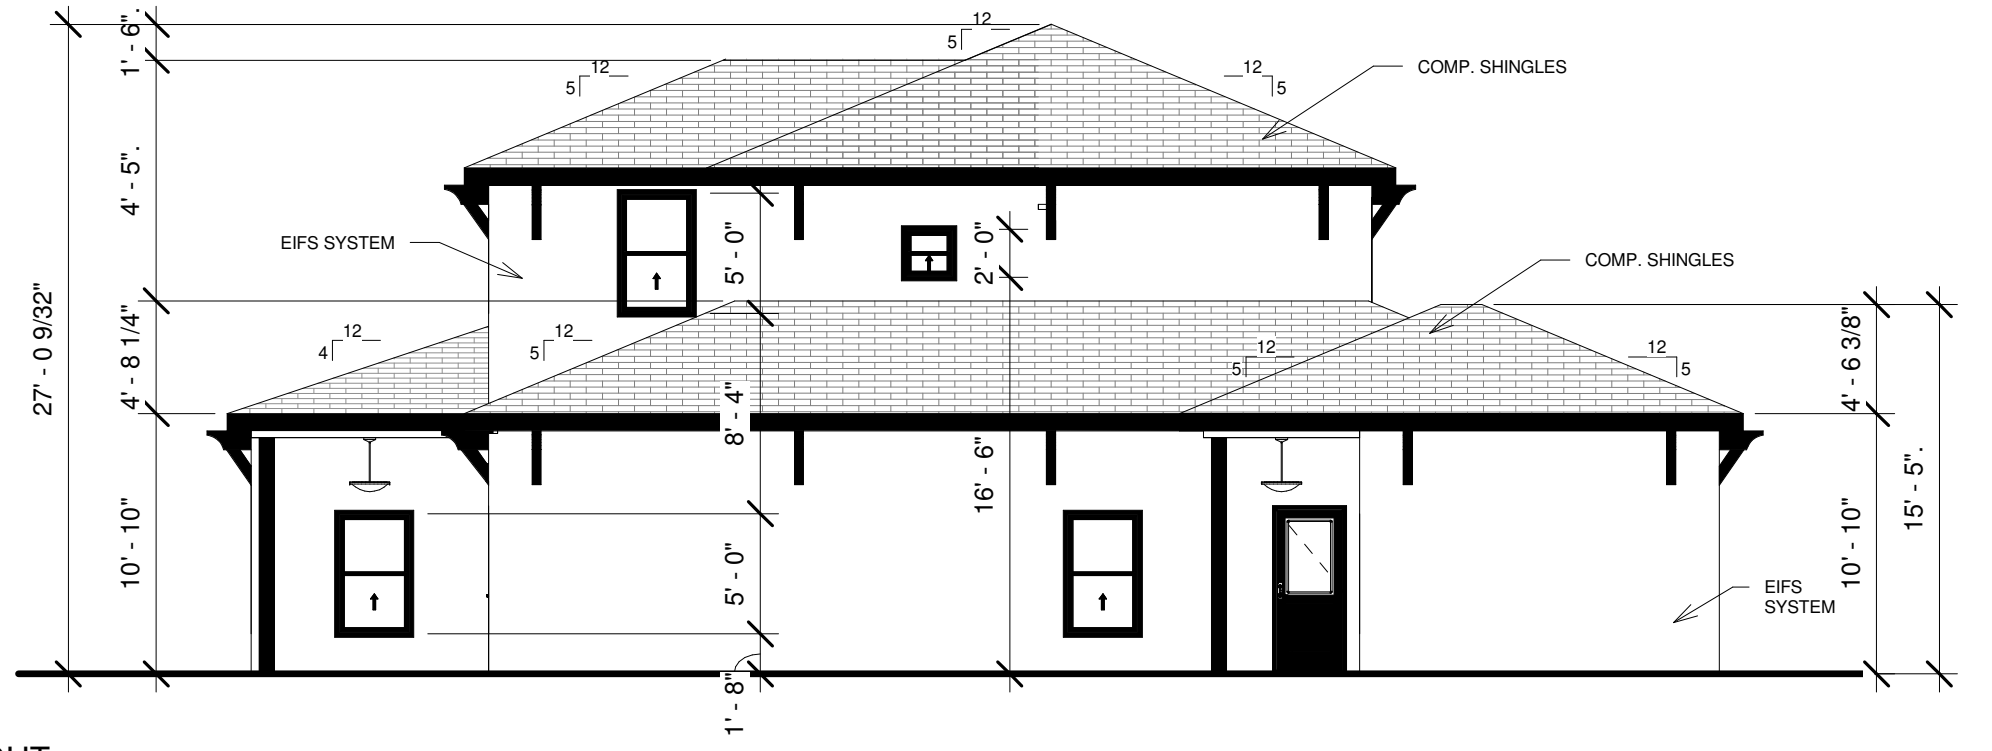 12
5
1' - 6".
12
5
12
5
COMP. SHINGLES
4' - 5".
EIFS SYSTEM
5' - 0"
2' - 0"
COMP. SHINGLES
27' - 0 9/32"
4' - 8 1/4"
12
4
12
5
12
5
12
5
4' - 6 3/8"
8' - 4"
16' - 6"
15' - 5".
10' - 10"
5' - 0"
10' - 10"
EIFS
SYSTEM
1' - 8"